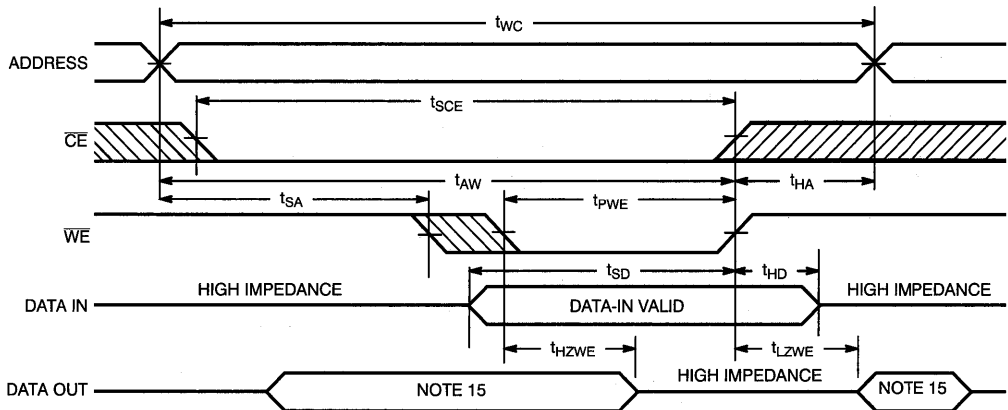 tWC
ADDRESS
tSCE
CE
tAW
tHA
tSA
tPWE
WE
tSD
tHD
HIGH IMPEDANCE
HIGH IMPEDANCE
DATA IN
DATA-IN VALID
tHZWE
tLZWE
HIGH IMPEDANCE
DATA OUT
NOTE 15
NOTE 15